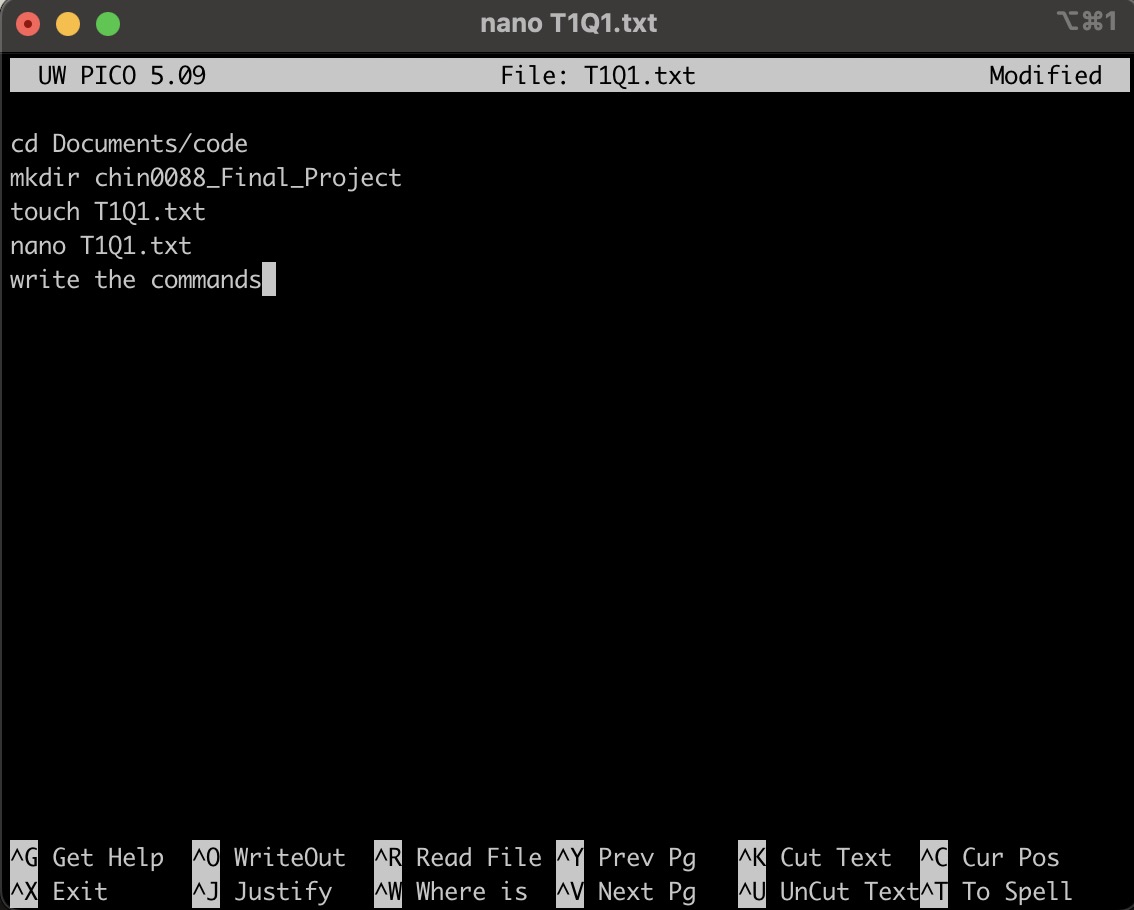 nano T1Q1.txt ⌥⌘1
UW PICO 5.09 File: T1Q1.txt Modified
cd Documents/code
mkdir chin0088_Final_Project
touch T1Q1.txt
nano T1Q1.txt
write the commands
^G Get Help ^O WriteOut ^R Read File ^Y Prev Pg ^K Cut Text ^C Cur Pos
^X Exit ^J Justify ^W Where is ^V Next Pg ^U UnCut Text^T To Spell